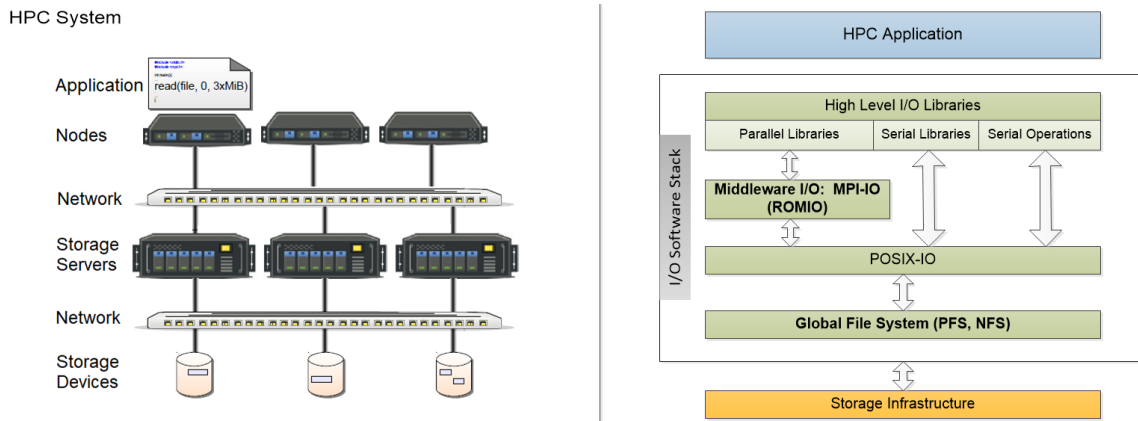 HPC System
Application
read(file, 0, 3xMiB)
Nodes
Network
Storage
Servers
Network
Storage
Devices
HPC Application
I/O Software Stack
High Level I/O Libraries
Parallel Libraries
Serial Libraries
Serial Operations
Middleware I/O: MPI-IO
(ROMIO)
POSIX-IO
Global File System (PFS, NFS)
Storage Infrastructure